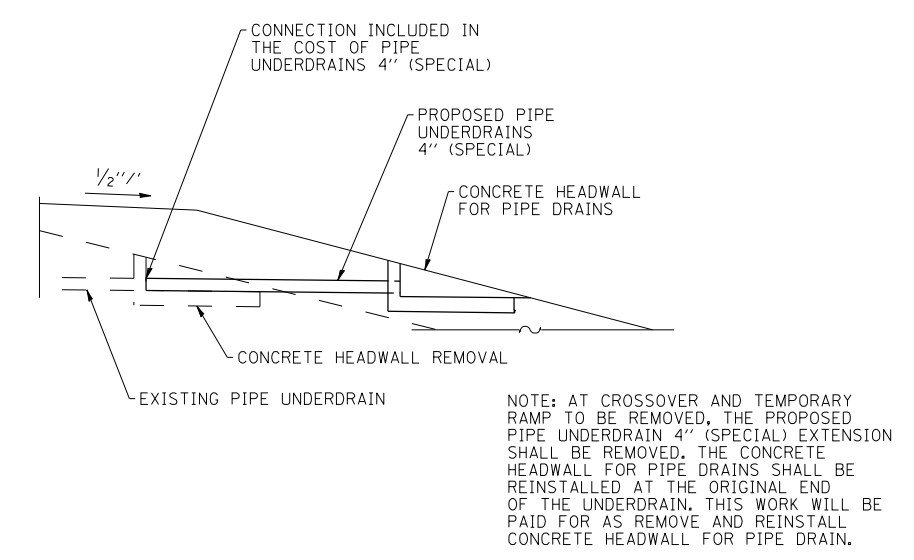 CONNECTION INCLUDED IN
THE COST OF PIPE
UNDERDRAINS 4'' (SPECIAL)
PROPOSED PIPE
UNDERDRAINS
4'' (SPECIAL)
1/2''/'
CONCRETE HEADWALL
FOR PIPE DRAINS
CONCRETE HEADWALL REMOVAL
EXISTING PIPE UNDERDRAIN
NOTE: AT CROSSOVER AND TEMPORARY
RAMP TO BE REMOVED, THE PROPOSED
PIPE UNDERDRAIN 4'' (SPECIAL) EXTENSION
SHALL BE REMOVED. THE CONCRETE
HEADWALL FOR PIPE DRAINS SHALL BE
REINSTALLED AT THE ORIGINAL END
OF THE UNDERDRAIN. THIS WORK WILL BE
PAID FOR AS REMOVE AND REINSTALL
CONCRETE HEADWALL FOR PIPE DRAIN.